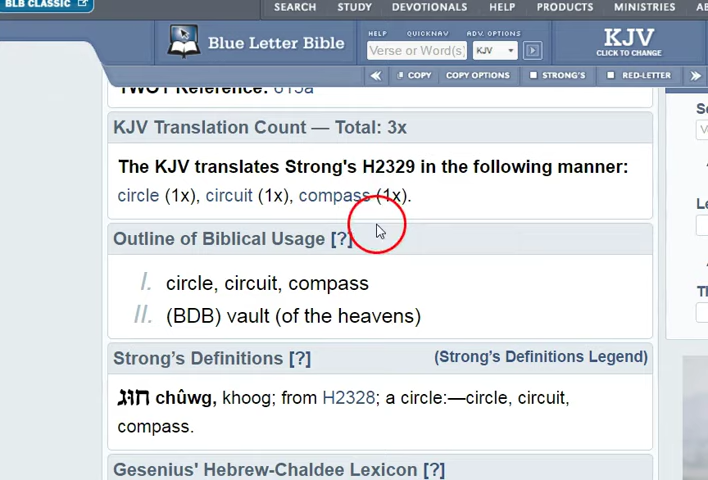 BLB CLASSIC
SEARCH STUDY DEVOTIONALS HELP PRODUCTS MINISTRIES
HELP QUICKNAV ADV. OPTIONS
Blue Letter Bible
Verse or Word(s)
KJV
KJV
CLICK TO CHANGE
COPY COPY OPTIONS STRONG'S RED-LETTER
TWOT Reference: 615a
KJV Translation Count — Total: 3x
The KJV translates Strong's H2329 in the following manner:
circle (1x), circuit (1x), compass (1x).
Outline of Biblical Usage [?]
I. circle, circuit, compass
II. (BDB) vault (of the heavens)
Strong's Definitions [?] (Strong's Definitions Legend)
חוּג chûwg, khoog; from H2328; a circle:—circle, circuit,
compass.
Gesenius' Hebrew-Chaldee Lexicon [?]